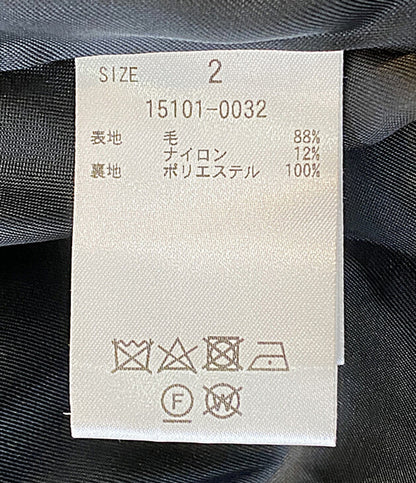 SIZE 2
15101-0032
表地 毛 88%
ナイロン 12%
裏地 ポリエステル 100%
F W